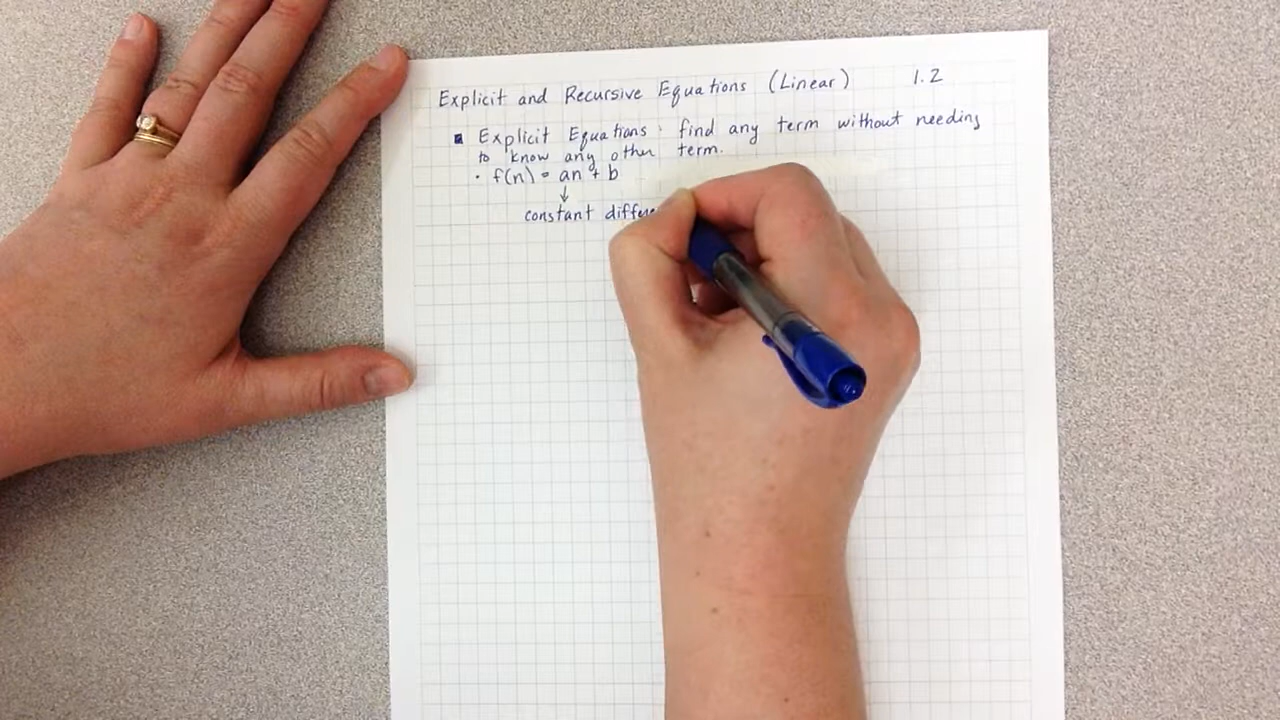 Explicit and Recursive Equations (Linear) 1.2
▪ Explicit Equations: find any term without needing
to know any other term.
• f(n) = an + b
↓
constant